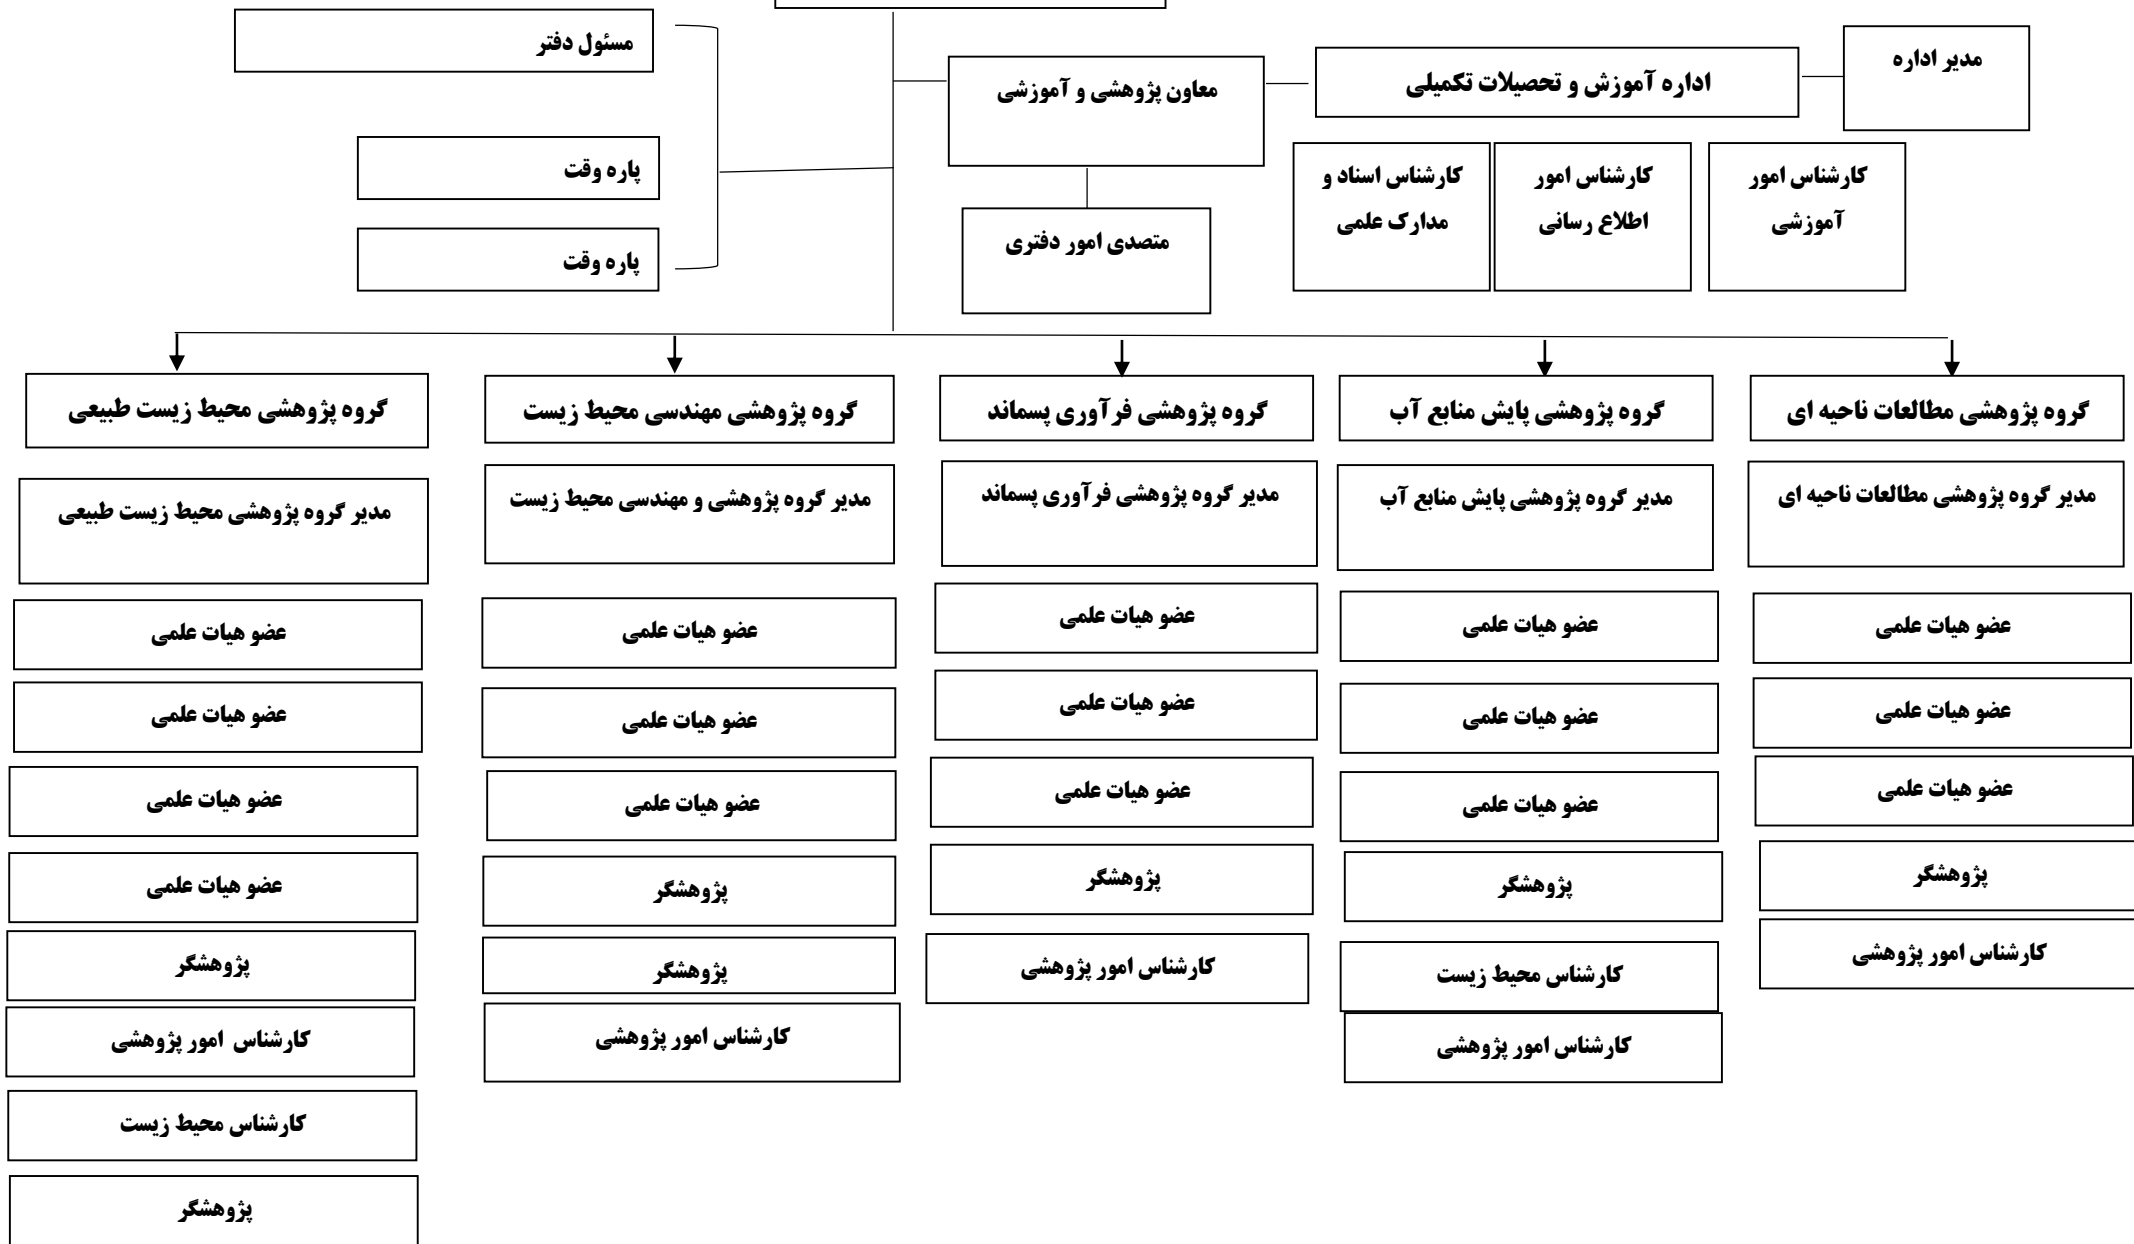 مدیر اداره
اداره آموزش و تحصیلات تکمیلی
معاون پژوهشی و آموزشی
مسئول دفتر
پاره وقت
پاره وقت
کارشناس امور
آموزشی
کارشناس امور
اطلاع رسانی
کارشناس اسناد و
مدارک علمی
متصدی امور دفتری
گروه پژوهشی مطالعات ناحیه ای
مدیر گروه پژوهشی مطالعات ناحیه ای
عضو هیات علمی
عضو هیات علمی
عضو هیات علمی
پژوهشگر
کارشناس امور پژوهشی
گروه پژوهشی پایش منابع آب
مدیر گروه پژوهشی پایش منابع آب
عضو هیات علمی
عضو هیات علمی
عضو هیات علمی
پژوهشگر
کارشناس محیط زیست
کارشناس امور پژوهشی
گروه پژوهشی فرآوری پسماند
مدیر گروه پژوهشی فرآوری پسماند
عضو هیات علمی
عضو هیات علمی
عضو هیات علمی
پژوهشگر
کارشناس امور پژوهشی
گروه پژوهشی مهندسی محیط زیست
مدیر گروه پژوهشی و مهندسی محیط زیست
عضو هیات علمی
عضو هیات علمی
عضو هیات علمی
پژوهشگر
پژوهشگر
کارشناس امور پژوهشی
گروه پژوهشی محیط زیست طبیعی
مدیر گروه پژوهشی محیط زیست طبیعی
عضو هیات علمی
عضو هیات علمی
عضو هیات علمی
عضو هیات علمی
پژوهشگر
کارشناس امور پژوهشی
کارشناس محیط زیست
پژوهشگر